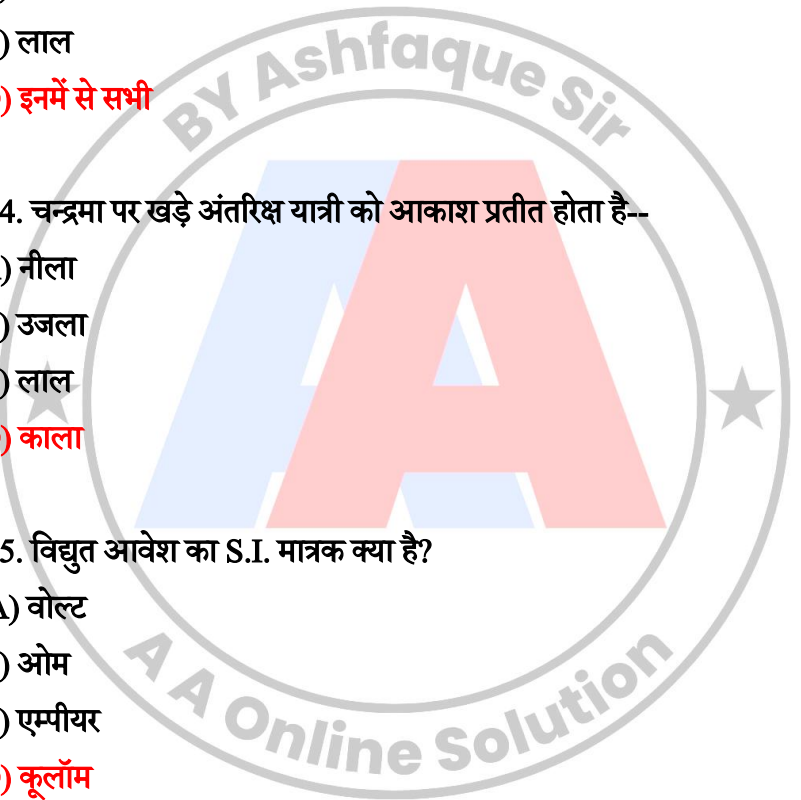 ) लाल
) इनमें से सभी
4. चन्द्रमा पर खड़े अंतरिक्ष यात्री को आकाश प्रतीत होता है--
) नीला
) उजला
) लाल
) काला
5. विद्युत आवेश का S.I. मात्रक क्या है?
A) वोल्ट
) ओम
) एम्पीयर
) कूलॉम
BY Ashfaque Sir
A A Online Solution